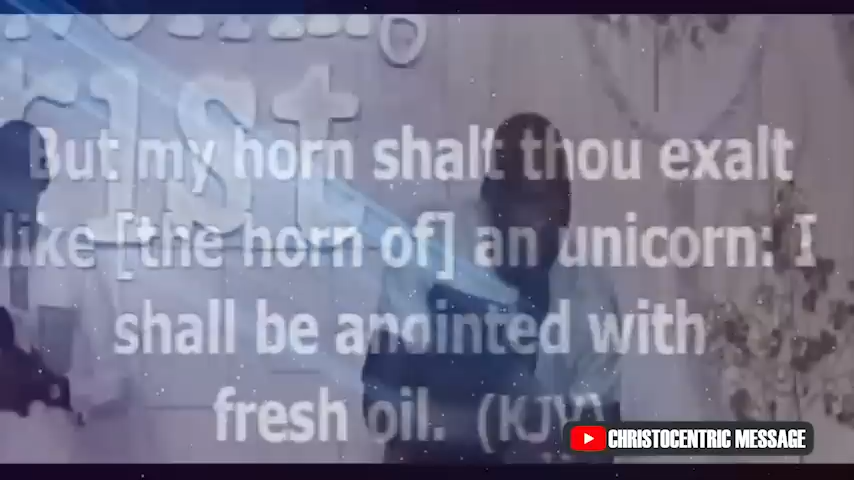 rist
But my horn shalt thou exalt
like [the horn of] an unicorn: I
shall be anointed with
fresh oil. (KJV)
CHRISTOCENTRIC MESSAGE